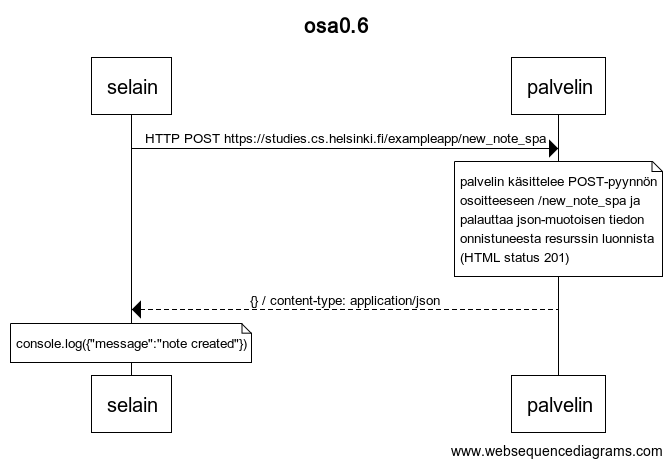 osa0.6
selain
palvelin
HTTP POST https://studies.cs.helsinki.fi/exampleapp/new_note_spa
palvelin käsittelee POST-pyynnön
osoitteeseen /new_note_spa ja
palauttaa json-muotoisen tiedon
onnistuneesta resurssin luonnista
(HTML status 201)
{} / content-type: application/json
console.log({"message":"note created"})
selain
palvelin
www.websequencediagrams.com